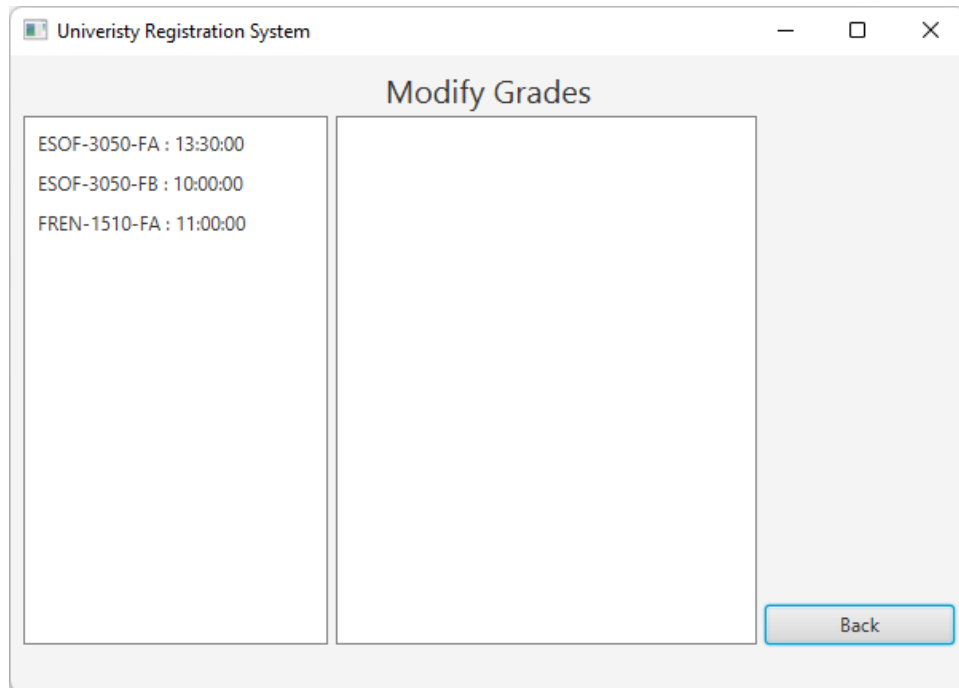 Univeristy Registration System
Modify Grades
ESOF-3050-FA : 13:30:00
ESOF-3050-FB : 10:00:00
FREN-1510-FA : 11:00:00
Back